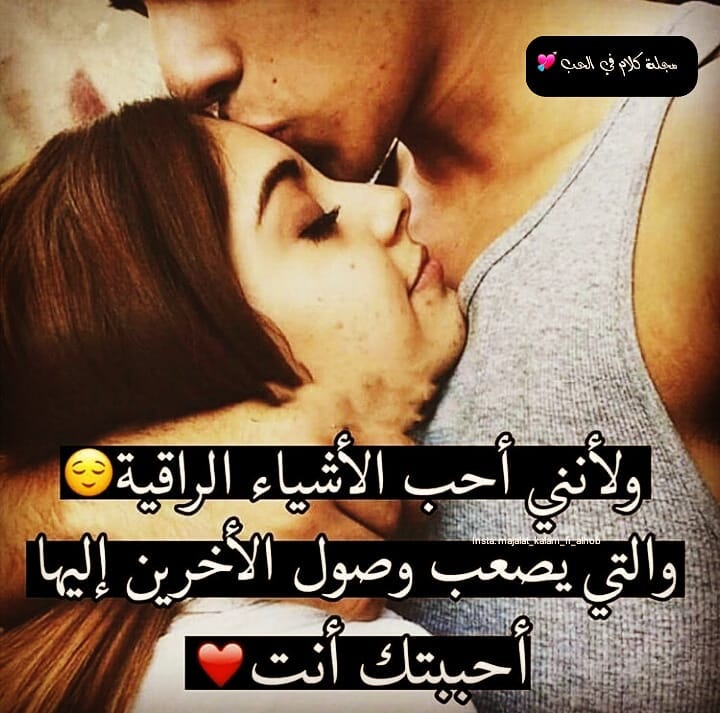 مجلة كلام في الحب 💘
ولأنني أحب الأشياء الراقية😌
Insta:majalat_kalam_fi_alhob
والتي يصعب وصول الأخرين إليها
أحببتك أنت❤